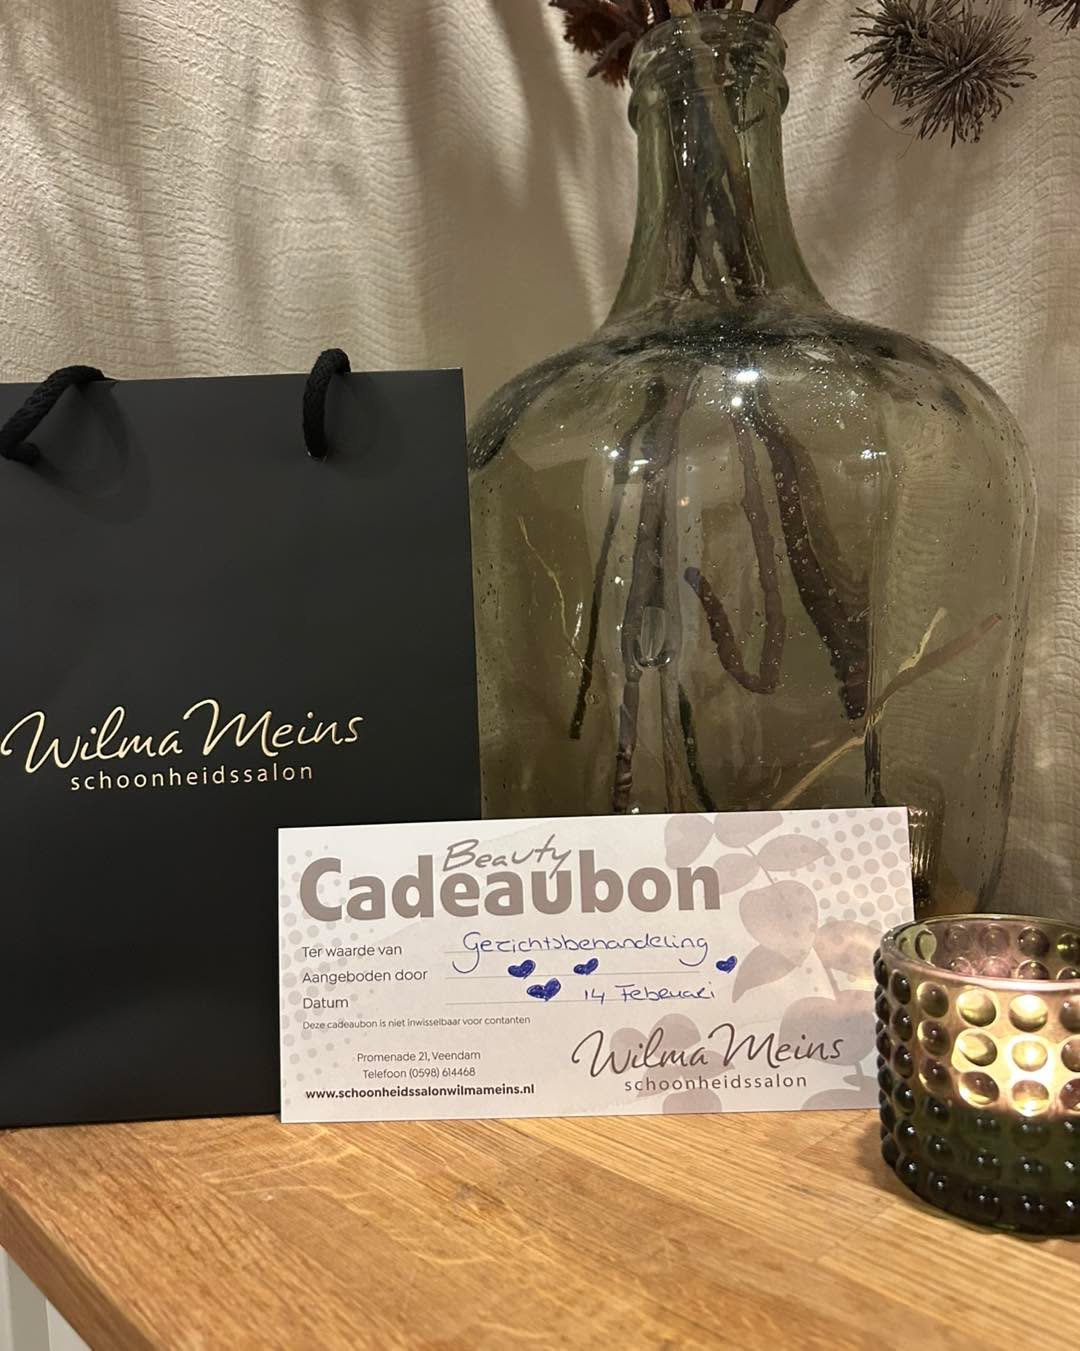 Wilma Meins
schoonheidssalon
Beauty
Cadeaubon
Ter waarde van Gezichtsbehandeling
Aangeboden door
Datum 14 Februari
Deze cadeaubon is niet inwisselbaar voor contanten
Promenade 21, Veendam
Telefoon (0598) 614468
www.schoonheidssalonwilmameins.nl
Wilma Meins
schoonheidssalon